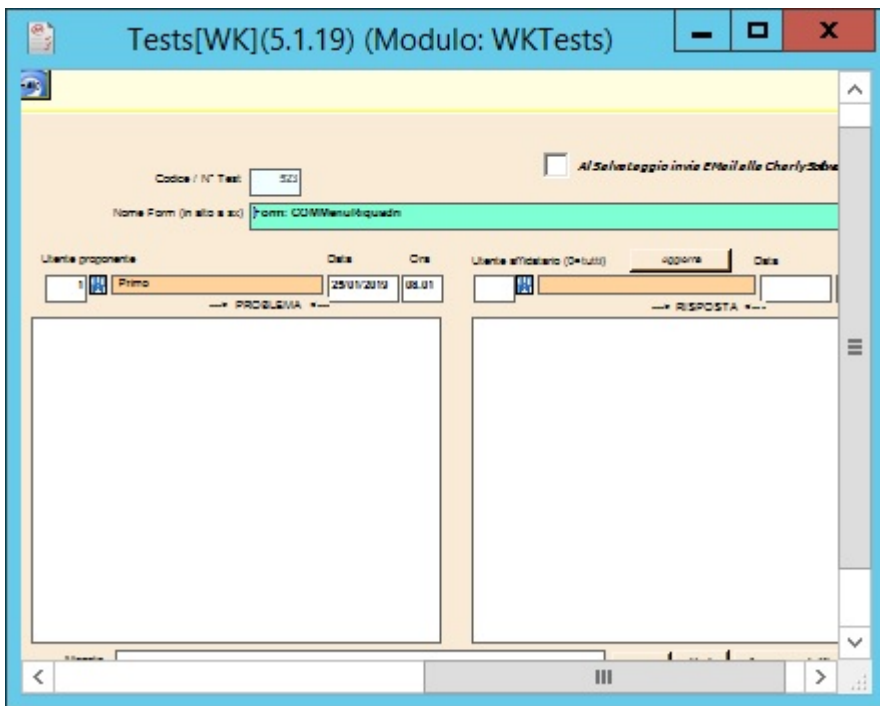 Tests[WK](5.1.19) (Modulo: WKTests)
Al Salvataggio invia EMail alla Charly
Codice / N° Test 523
Nome Form (in alto a sx) Form: COMMenuRiquadri
Utente proponente Data Ora Utente affidatario (0=tutti) aggiorna Data
1 Primo 25/01/2019 08.01
---> PROBLEMA <--- ---> RISPOSTA <---